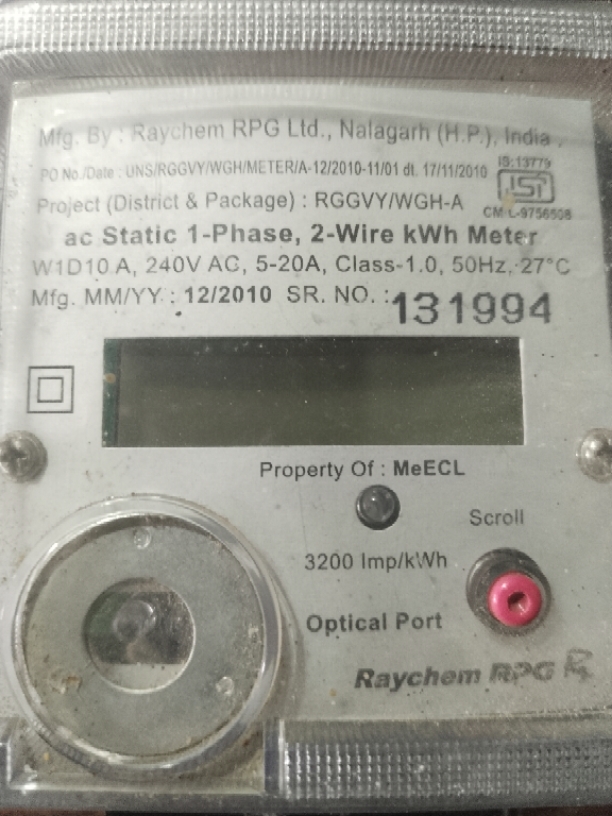 Mfg. By : Raychem RPG Ltd., Nalagarh (H.P.), India.
PO No./Date : UNS/RGGVY/WGH/METER/A-12/2010-11/01 dt. 17/11/2010
IS:13779
ISI
CM/L-9756508
Project (District & Package) : RGGVY/WGH-A
ac Static 1-Phase, 2-Wire kWh Meter
W1D10 A, 240V AC, 5-20A, Class-1.0, 50Hz, 27°C
Mfg. MM/YY : 12/2010 SR. NO. : 131994
Property Of : MeECL
Scroll
3200 Imp/kWh
Optical Port
Raychem RPG